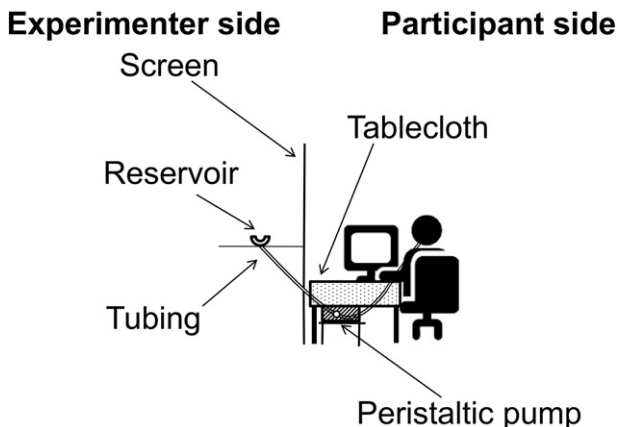 Experimenter side
Participant side
Screen
Tablecloth
Reservoir
Tubing
Peristaltic pump